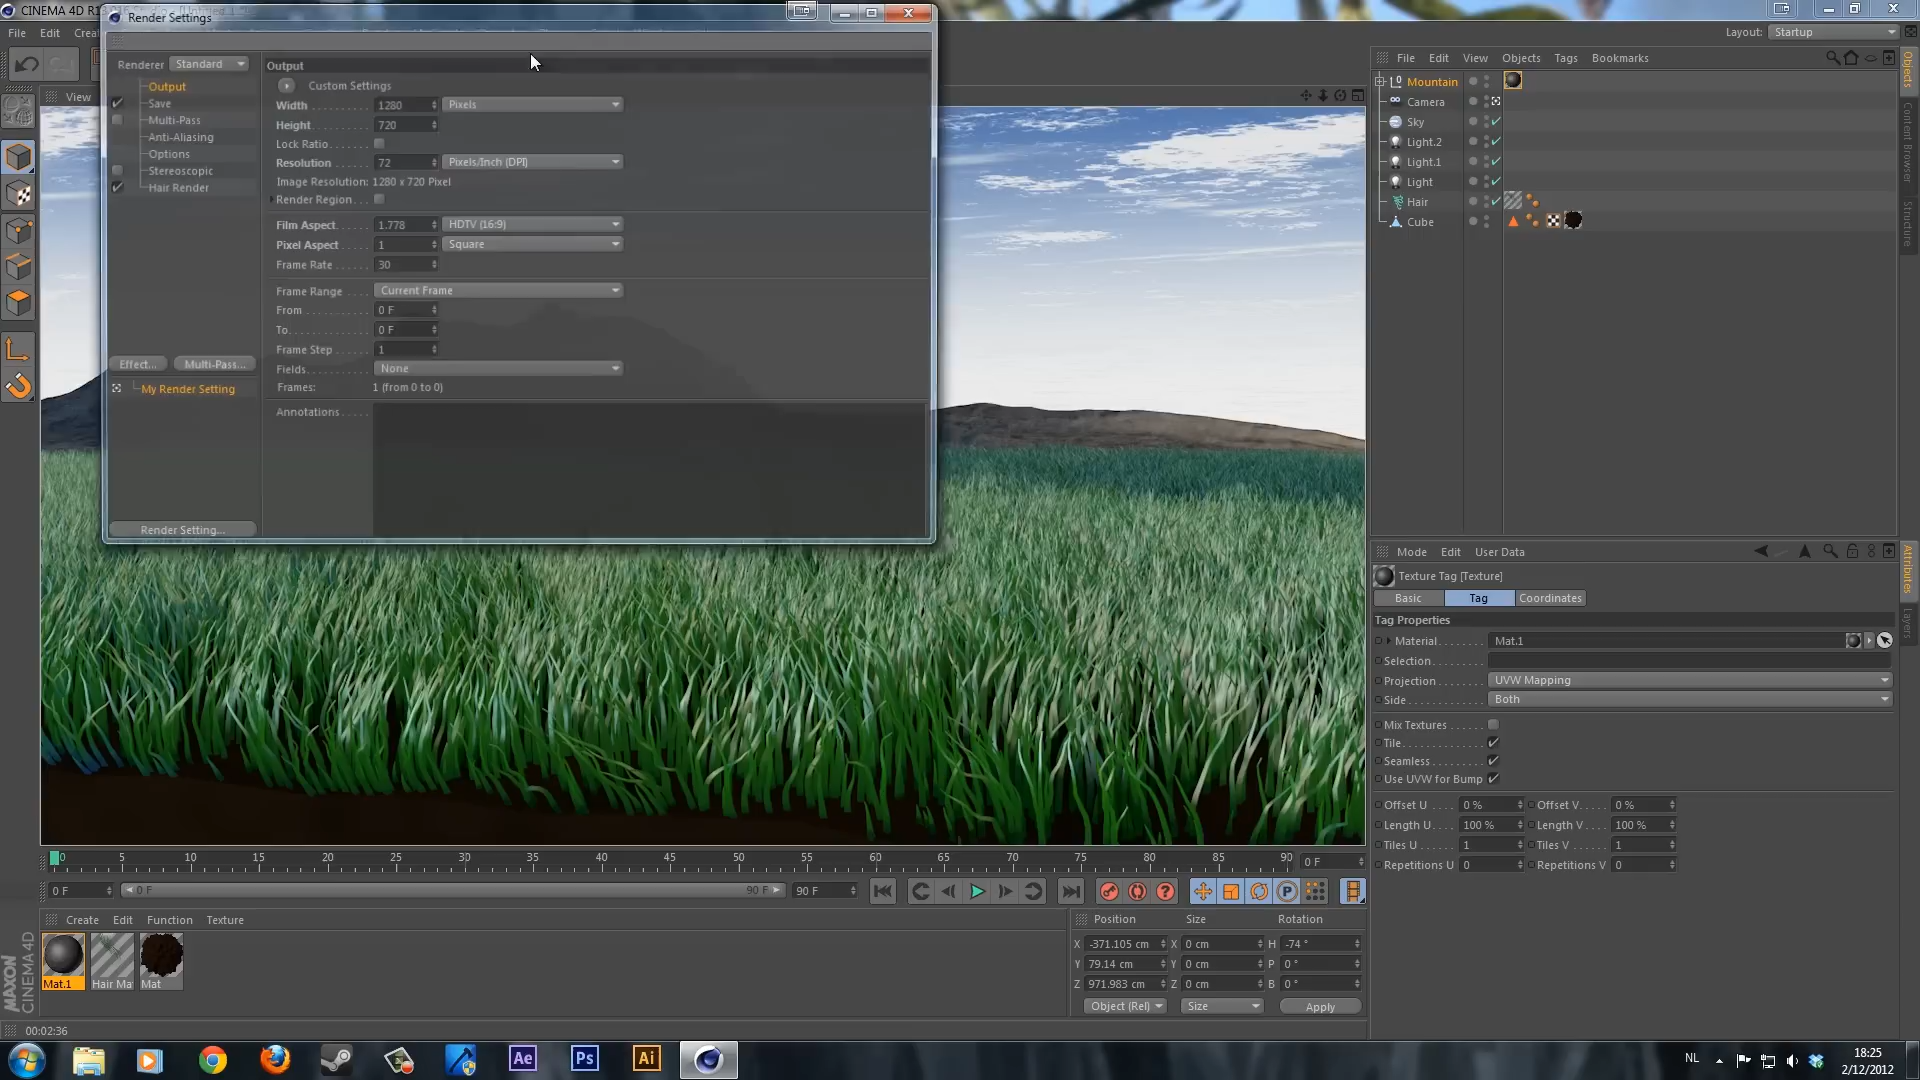 Render Settings
File Edit
Layout: Startup
Renderer Standard
Output
Save
Multi-Pass
Anti-Aliasing
Options
Stereoscopic
Hair Render
Effect... Multi-Pass...
My Render Setting
Render Setting...
Output
Custom Settings
Width 1280 Pixels
Height 720
Lock Ratio
Resolution 72 Pixels/Inch (DPI)
Image Resolution: 1280 x 720 Pixel
Render Region
Film Aspect 1.778 HDTV (16:9)
Pixel Aspect 1 Square
Frame Rate 30
Frame Range Current Frame
From 0 F
To 0 F
Frame Step 1
Fields None
Frames: 1 (from 0 to 0)
Annotations
View
File Edit View Objects Tags Bookmarks
Mountain
Camera
Sky
Light.2
Light.1
Light
Hair
Cube
Objects
Content Browser
Structure
Mode Edit User Data
Texture Tag [Texture]
Basic Tag Coordinates
Tag Properties
Material Mat.1
Selection
Projection UVW Mapping
Side Both
Mix Textures
Tile
Seamless
Use UVW for Bump
Offset U 0 % Offset V 0 %
Length U 100 % Length V 100 %
Tiles U 1 Tiles V 1
Repetitions U 0 Repetitions V 0
Attributes
Layers
0 5 10 15 20 25 30 35 40 45 50 55 60 65 70 75 80 85 90 0 F
0 F 0 F 90 F 90 F
Create Edit Function Texture
Mat.1 Hair Ma Mat
MAXON
CINEMA 4D
Position Size Rotation
X -371.105 cm X 0 cm H -74 °
Y 79.14 cm Y 0 cm P 0 °
Z 971.983 cm Z 0 cm B 0 °
Object (Rel) Size Apply
00:02:36
Ae Ps Ai
NL
18:25
2/12/2012